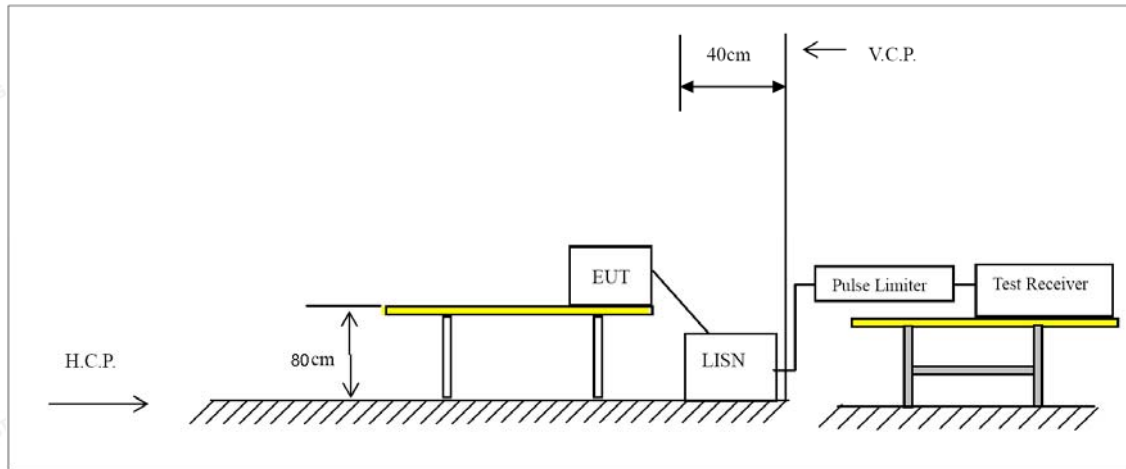 40cm
V.C.P.
EUT
Pulse Limiter
Test Receiver
80cm
LISN
H.C.P.